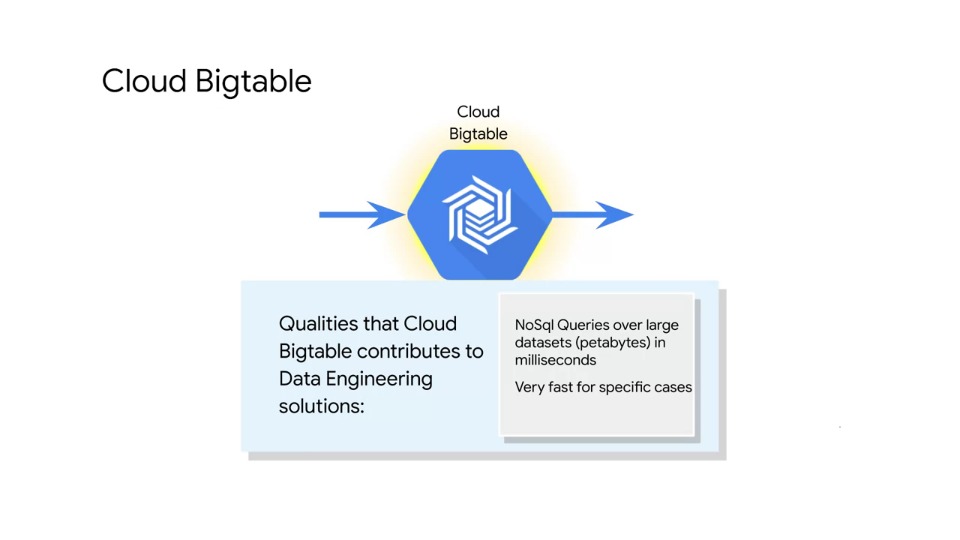 Cloud Bigtable
Cloud
Bigtable
Qualities that Cloud
Bigtable contributes to
Data Engineering
solutions:
NoSql Queries over large
datasets (petabytes) in
milliseconds
Very fast for specific cases